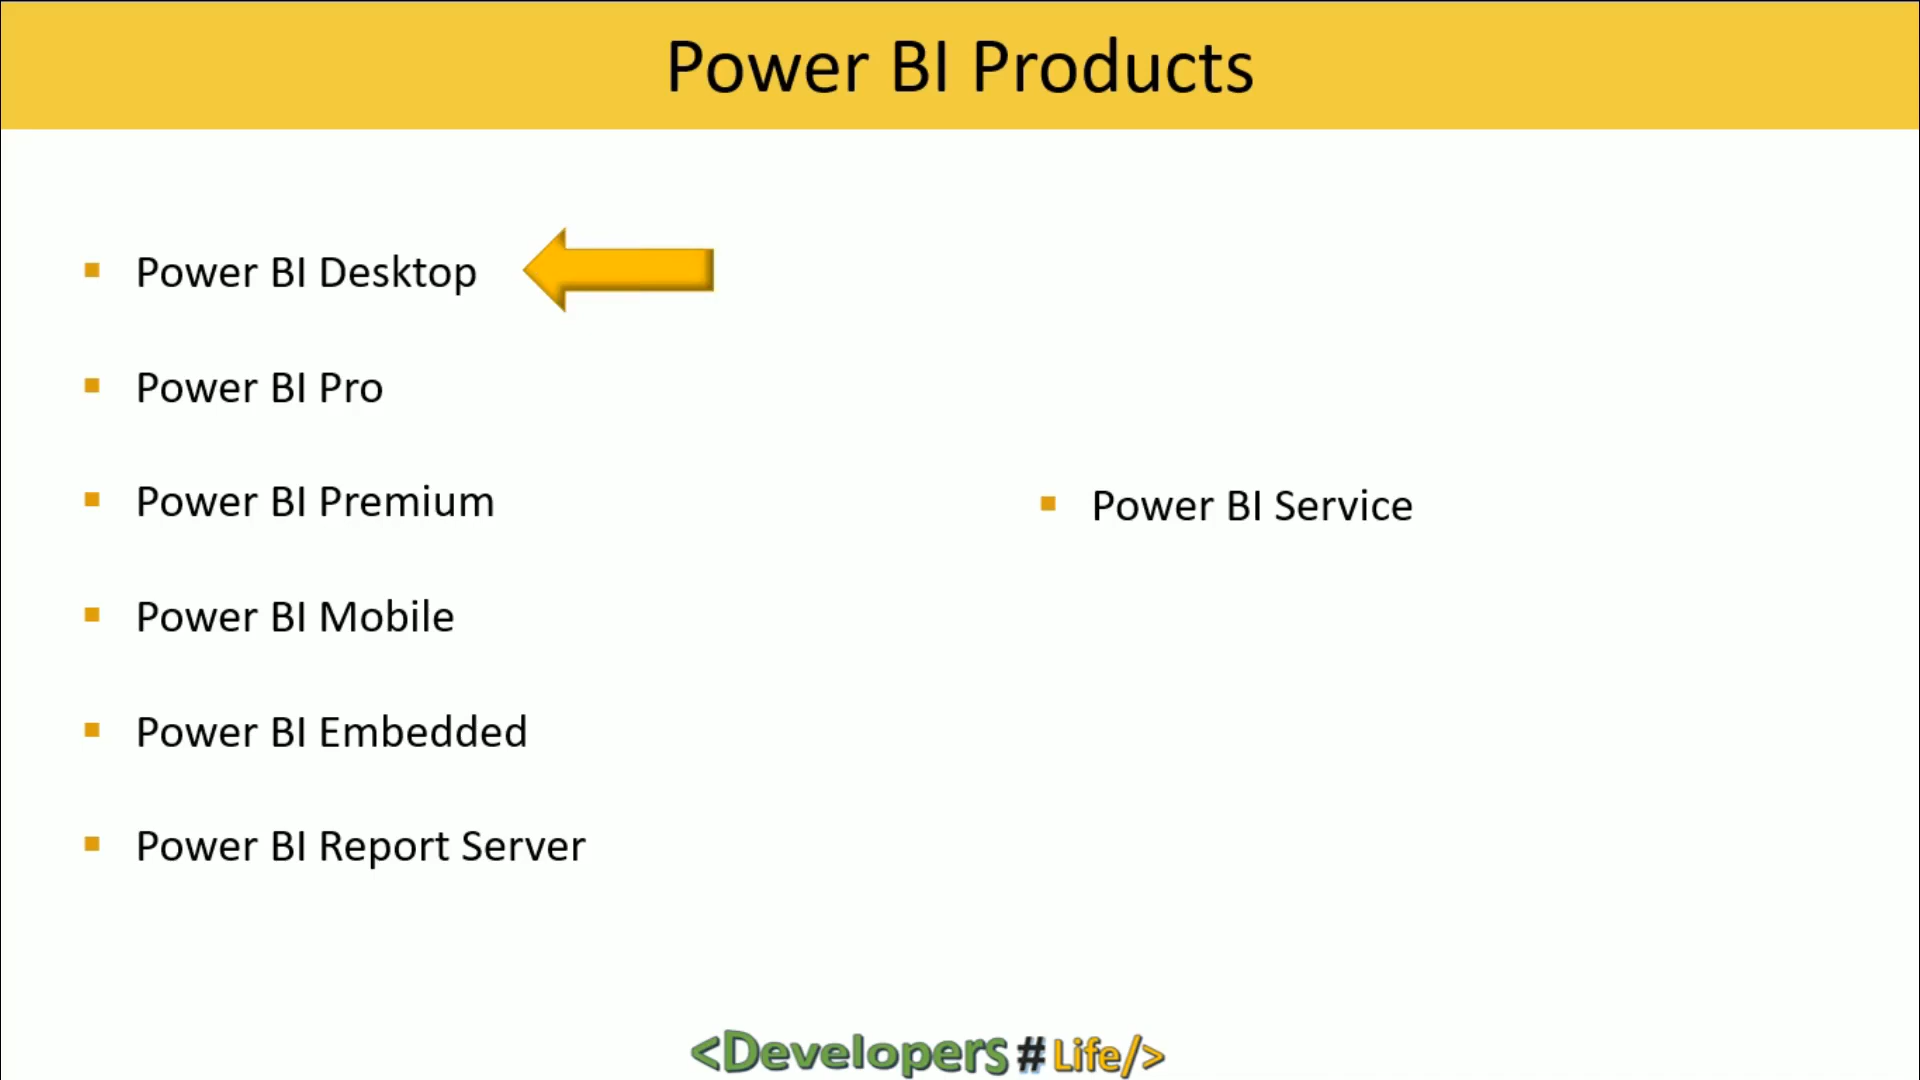 Power BI Products
Power BI Desktop
Power BI Pro
Power BI Premium
Power BI Mobile
Power BI Embedded
Power BI Report Server
Power BI Service
<Developers#Life/>